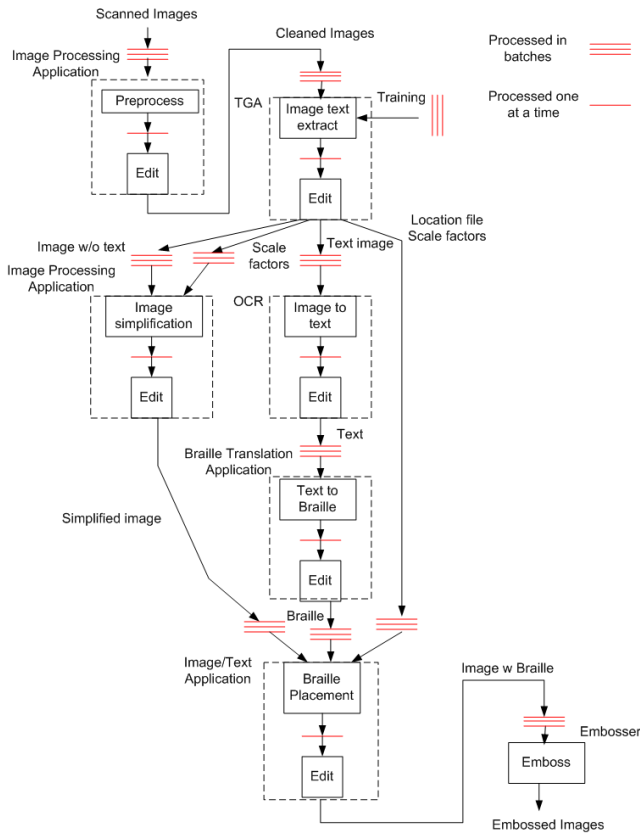 Scanned Images
Cleaned Images
Image Processing
Application
Preprocess
Edit
TGA
Image text
extract
Training
Edit
Processed in
batches
Processed one
at a time
Image w/o text
Scale
factors
Text image
Location file
Scale factors
Image Processing
Application
Image
simplification
Edit
OCR
Image to
text
Edit
Text
Braille Translation
Application
Text to
Braille
Edit
Simplified image
Braille
Image/Text
Application
Braille
Placement
Edit
Image w Braille
Embosser
Emboss
Embossed Images